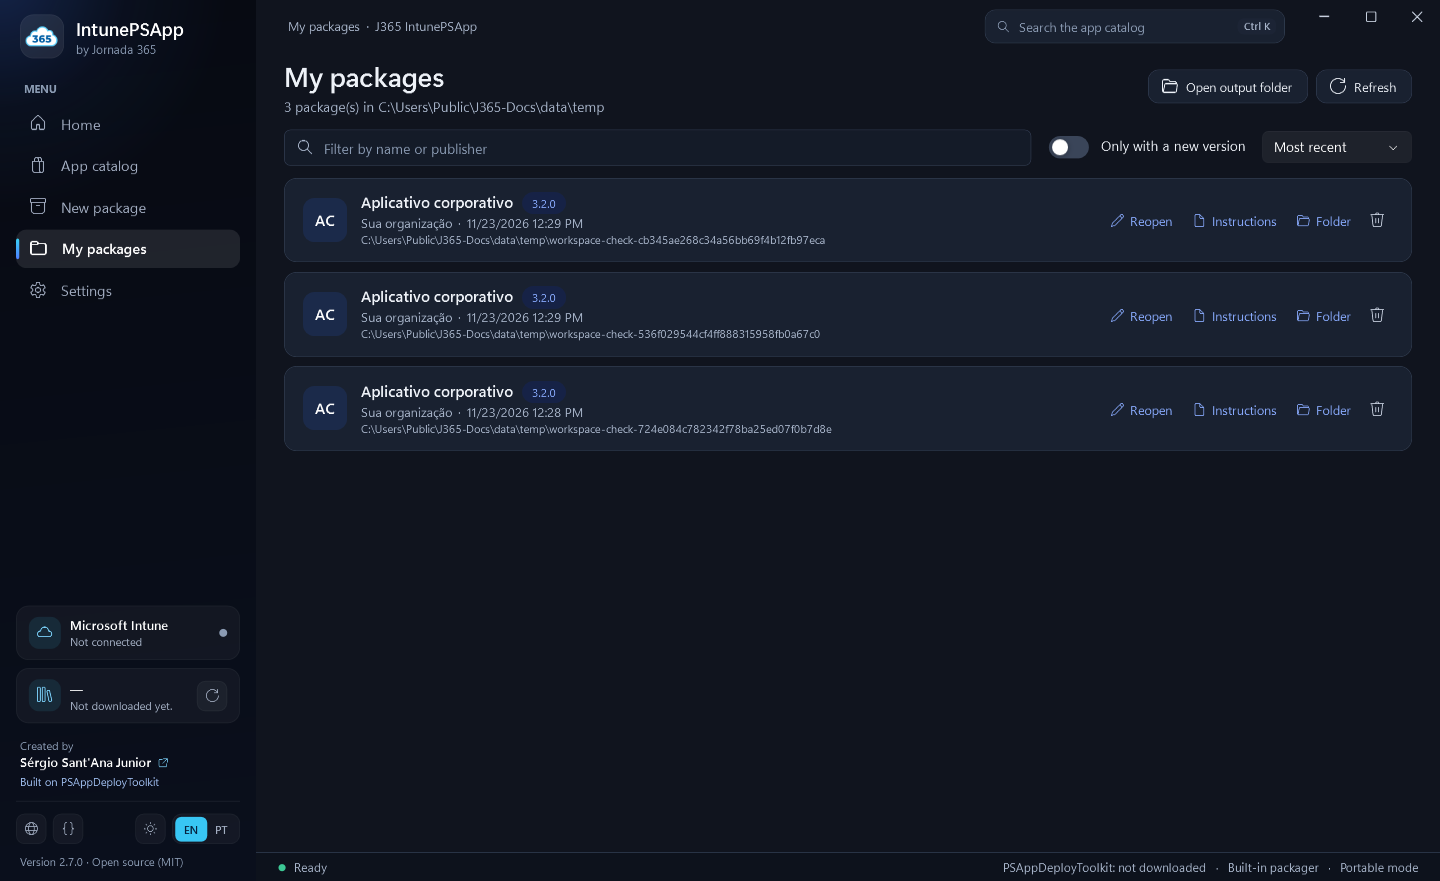 365
IntunePSApp
by Jornada 365
MENU
Home
App catalog
New package
My packages
Settings
Microsoft Intune
Not connected
—
Not downloaded yet.
Created by
Sérgio Sant'Ana Junior
Built on PSAppDeployToolkit
{}
EN PT
Version 2.7.0 · Open source (MIT)
My packages · J365 IntunePSApp
Search the app catalog Ctrl K
My packages
3 package(s) in C:\Users\Public\J365-Docs\data\temp
Open output folder
Refresh
Filter by name or publisher
Only with a new version
Most recent
AC
Aplicativo corporativo 3.2.0
Sua organização · 11/23/2026 12:29 PM
C:\Users\Public\J365-Docs\data\temp\workspace-check-cb345ae268c34a56bb69f4b12fb97eca
Reopen Instructions Folder
AC
Aplicativo corporativo 3.2.0
Sua organização · 11/23/2026 12:29 PM
C:\Users\Public\J365-Docs\data\temp\workspace-check-536f029544cf4ff888315958fb0a67c0
Reopen Instructions Folder
AC
Aplicativo corporativo 3.2.0
Sua organização · 11/23/2026 12:28 PM
C:\Users\Public\J365-Docs\data\temp\workspace-check-724e084c782342f78ba25ed07f0b7d8e
Reopen Instructions Folder
Ready
PSAppDeployToolkit: not downloaded · Built-in packager · Portable mode